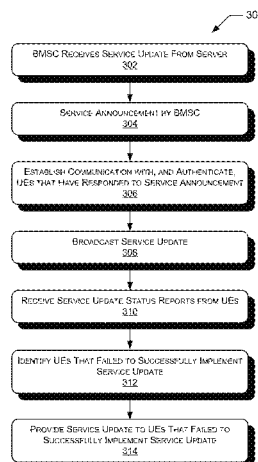 30
BMSC RECEIVES SERVICE UPDATE FROM SERVER
302
SERVICE ANNOUNCEMENT BY BMSC
304
ESTABLISH COMMUNICATION WITH, AND AUTHENTICATE,
UES THAT HAVE RESPONDED TO SERVICE ANNOUNCEMENT
306
BROADCAST SERVICE UPDATE
308
RECEIVE SERVICE UPDATE STATUS REPORTS FROM UES
310
IDENTIFY UES THAT FAILED TO SUCCESSFULLY IMPLEMENT
SERVICE UPDATE
312
PROVIDE SERVICE UPDATE TO UES THAT FAILED TO
SUCCESSFULLY IMPLEMENT SERVICE UPDATE
314